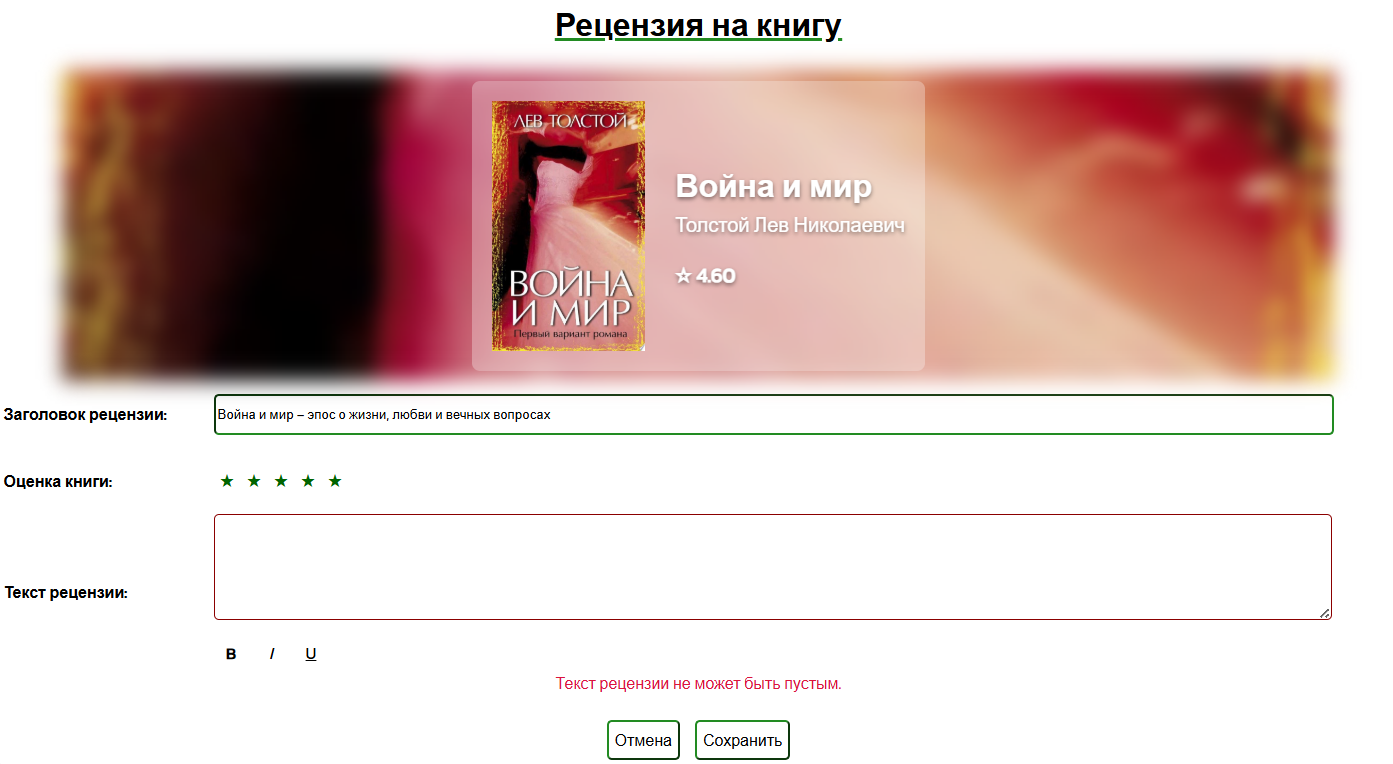 Рецензия на книгу
ЛЕВ ТОЛСТОЙ
ВОЙНА
И МИР
Первый вариант романа
Война и мир
Толстой Лев Николаевич
☆ 4.60
Заголовок рецензии:
Война и мир – эпос о жизни, любви и вечных вопросах
Оценка книги:
★ ★ ★ ★ ★
Текст рецензии:
B I U
Текст рецензии не может быть пустым.
Отмена Сохранить